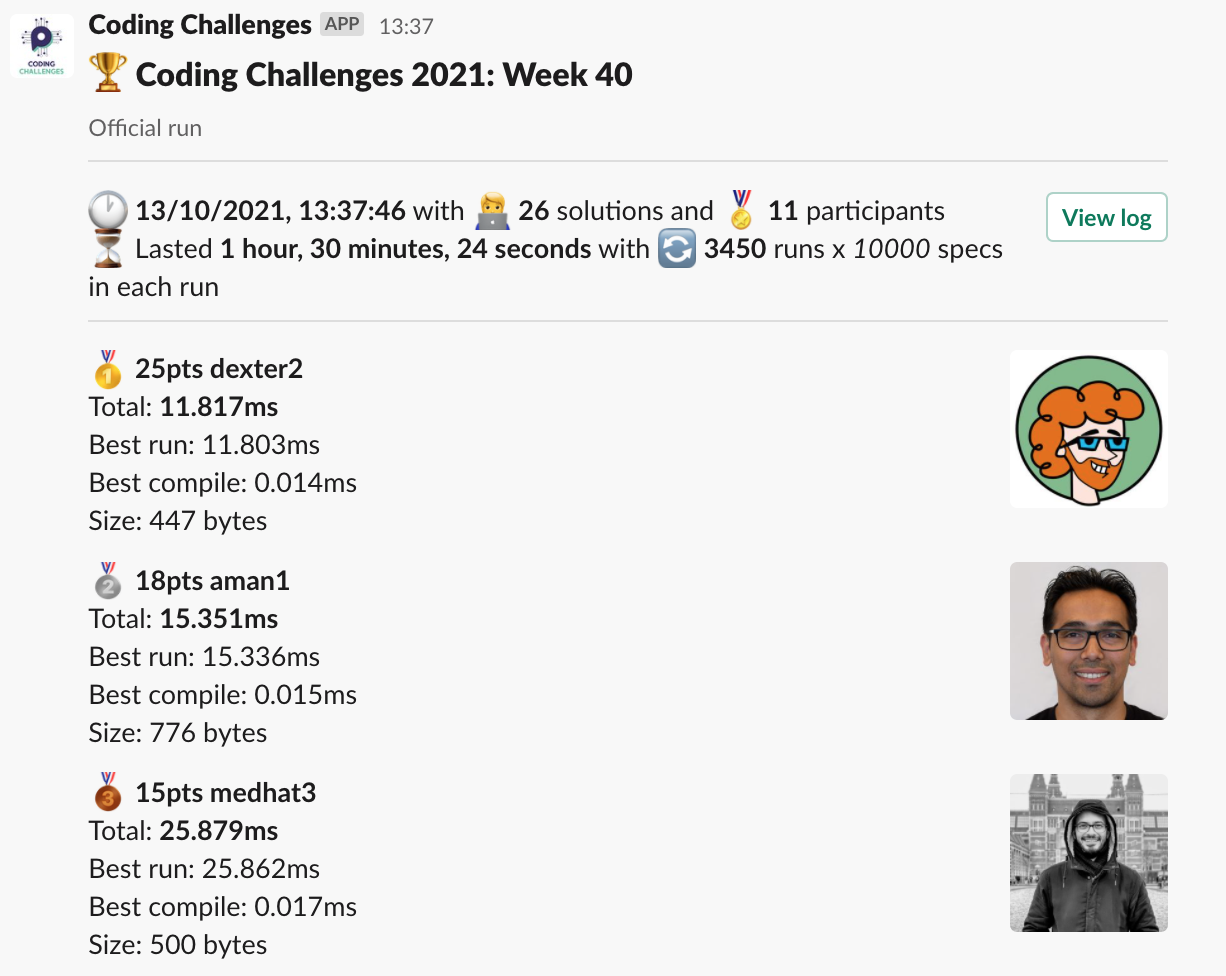 Coding Challenges APP 13:37
CODING
CHALLENGES
Coding Challenges 2021: Week 40
Official run
13/10/2021, 13:37:46 with 26 solutions and 11 participants
View log
Lasted 1 hour, 30 minutes, 24 seconds with 3450 runs x 10000 specs
in each run
1 25pts dexter2
Total: 11.817ms
Best run: 11.803ms
Best compile: 0.014ms
Size: 447 bytes
2 18pts aman1
Total: 15.351ms
Best run: 15.336ms
Best compile: 0.015ms
Size: 776 bytes
3 15pts medhat3
Total: 25.879ms
Best run: 25.862ms
Best compile: 0.017ms
Size: 500 bytes